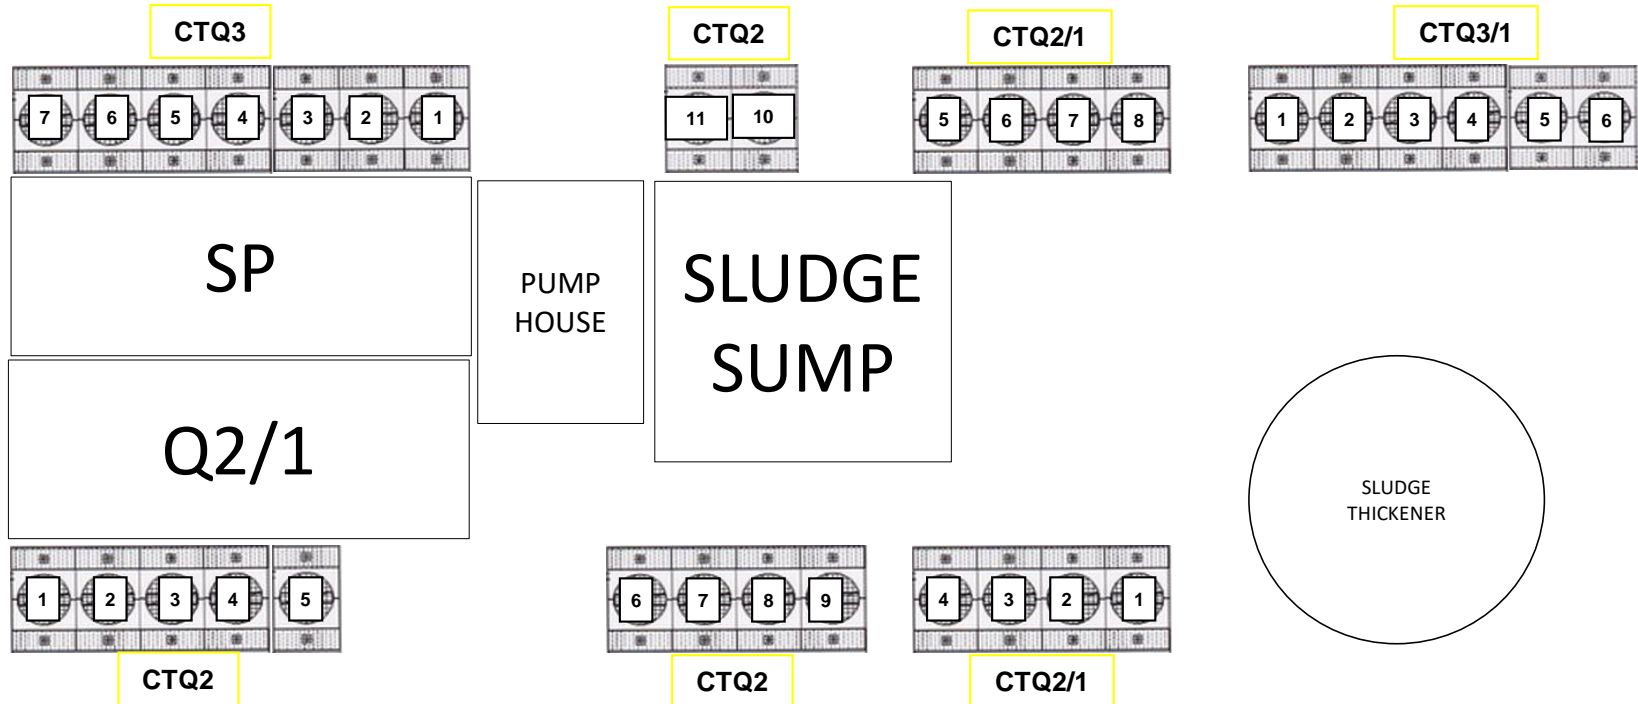 CTQ3
CTQ2
CTQ2/1
CTQ3/1
7 6 5 4 3 2 1
11 10
5 6 7 8
1 2 3 4 5 6
SP
PUMP
HOUSE
SLUDGE
SUMP
Q2/1
SLUDGE
THICKENER
1 2 3 4 5
6 7 8 9
4 3 2 1
CTQ2
CTQ2
CTQ2/1